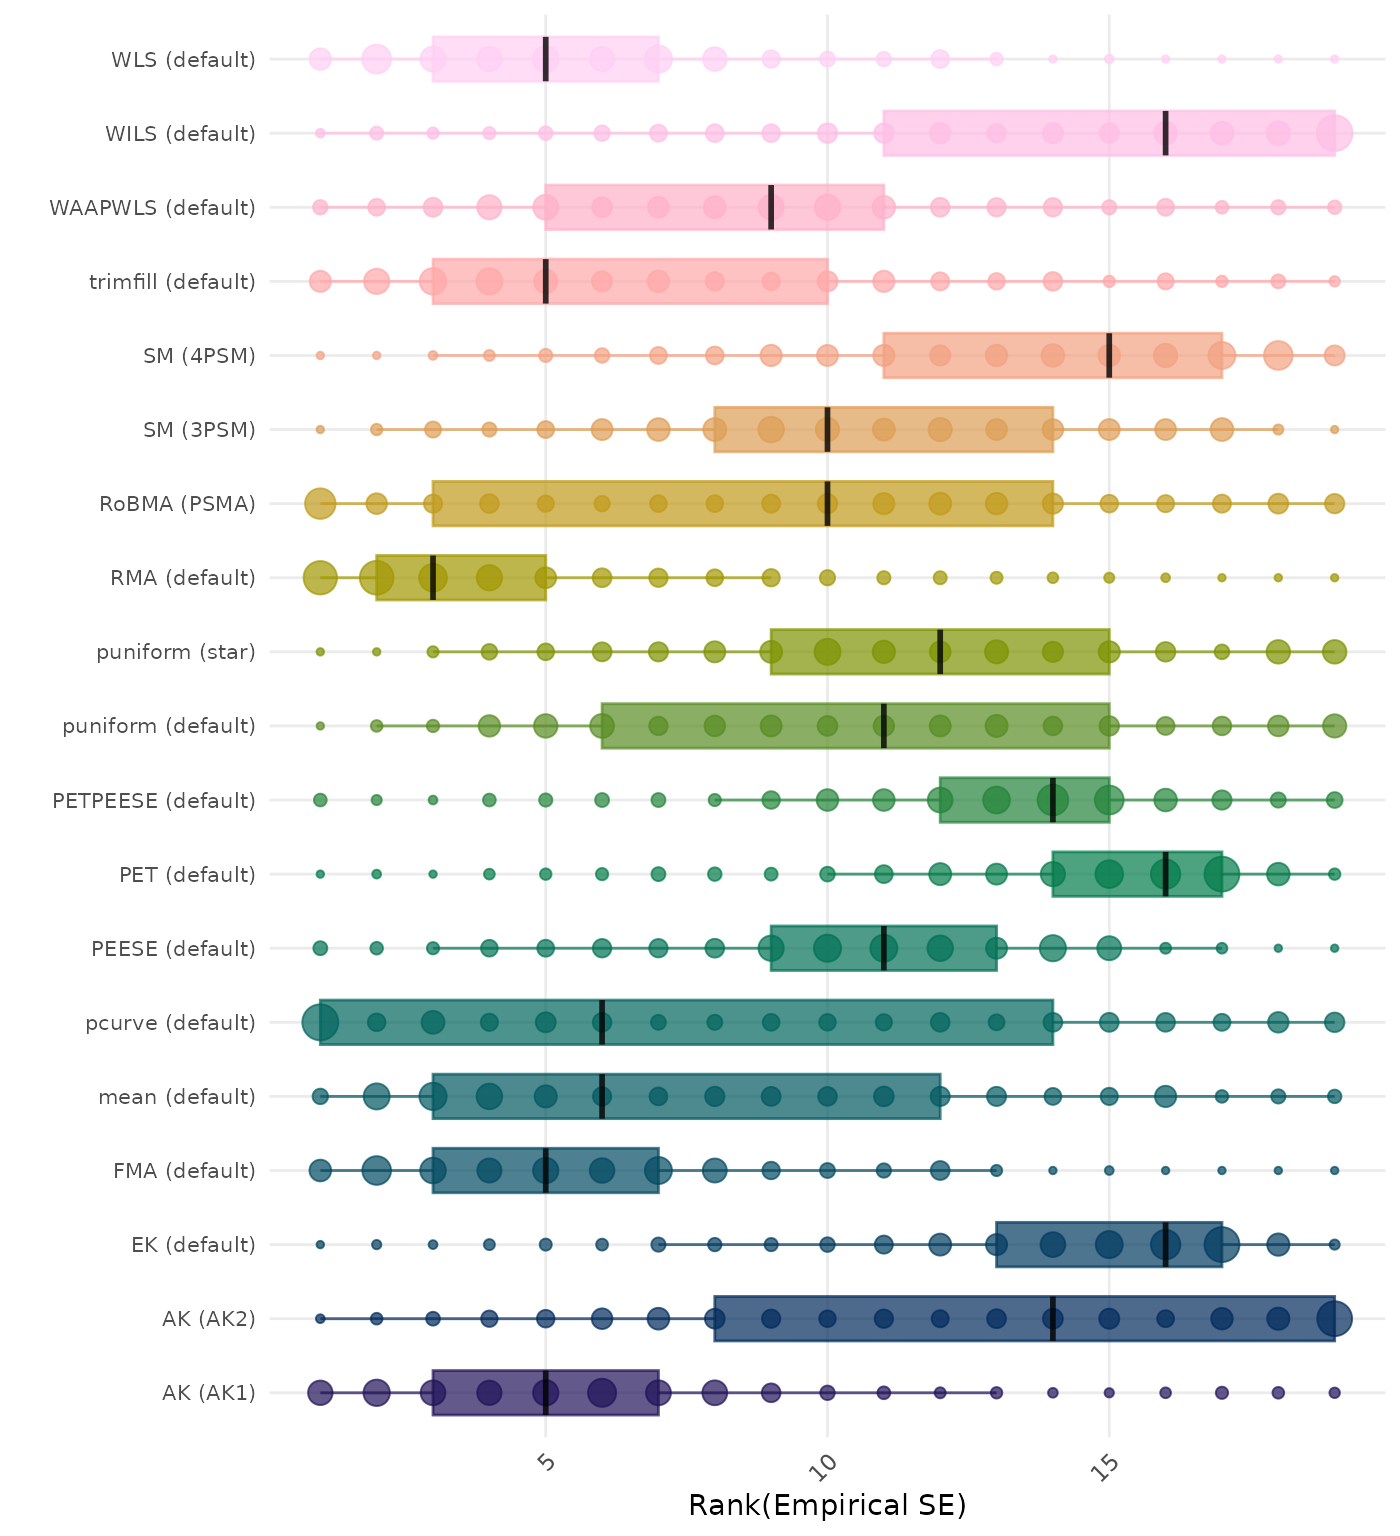 WLS (default)
WILS (default)
WAAPWLS (default)
trimfill (default)
SM (4PSM)
SM (3PSM)
RoBMA (PSMA)
RMA (default)
puniform (star)
puniform (default)
PETPEESE (default)
PET (default)
PEESE (default)
pcurve (default)
mean (default)
FMA (default)
EK (default)
AK (AK2)
AK (AK1)
5 10 15
Rank(Empirical SE)